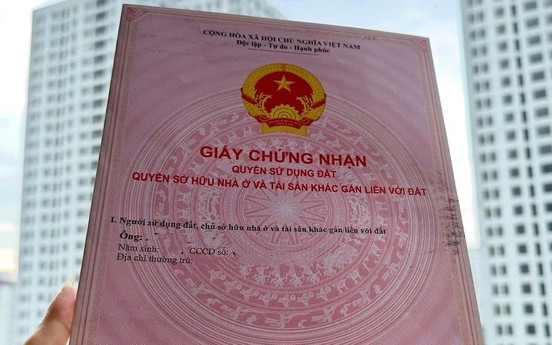 CỘNG HÒA XÃ HỘI CHỦ NGHĨA VIỆT NAM
Độc lập - Tự do - Hạnh phúc
GIẤY CHỨNG NHẬN
QUYỀN SỬ DỤNG ĐẤT
QUYỀN SỞ HỮU NHÀ Ở VÀ TÀI SẢN KHÁC GẮN LIỀN VỚI ĐẤT
I. Người sử dụng đất, chủ sở hữu nhà ở và tài sản khác gắn liền với đất
Ông:
Năm sinh: CCCD số:
Địa chỉ thường trú: